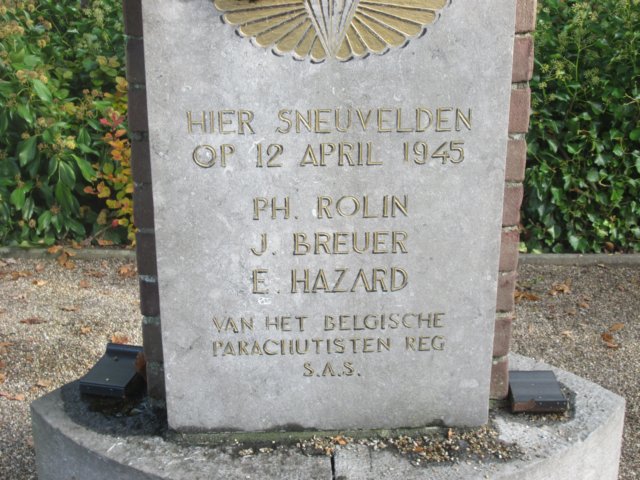 HIER SNEUVELDEN
OP 12 APRIL 1945
PH. ROLIN
J. BREUER
E. HAZARD
VAN HET BELGISCHE
PARACHUTISTEN REG
S.A.S.